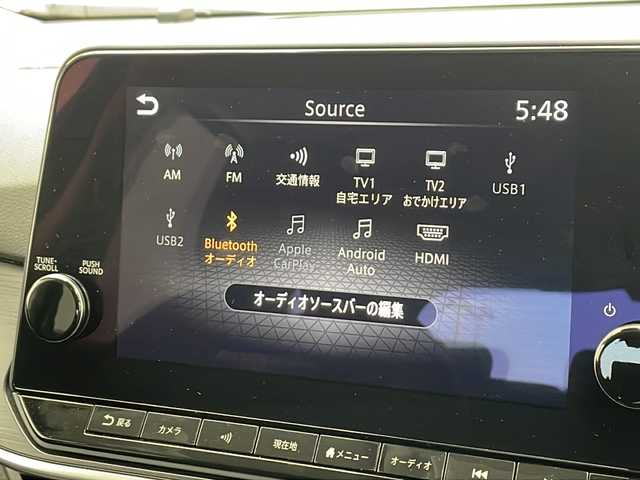 Source
5:48
AM
FM
交通情報
TV1
自宅エリア
TV2
おでかけエリア
USB1
USB2
Bluetooth
オーディオ
Apple
CarPlay
Android
Auto
HDMI
オーディオソースバーの編集
TUNE・
SCROLL
PUSH
SOUND
戻る
カメラ
現在地
メニュー
オーディオ